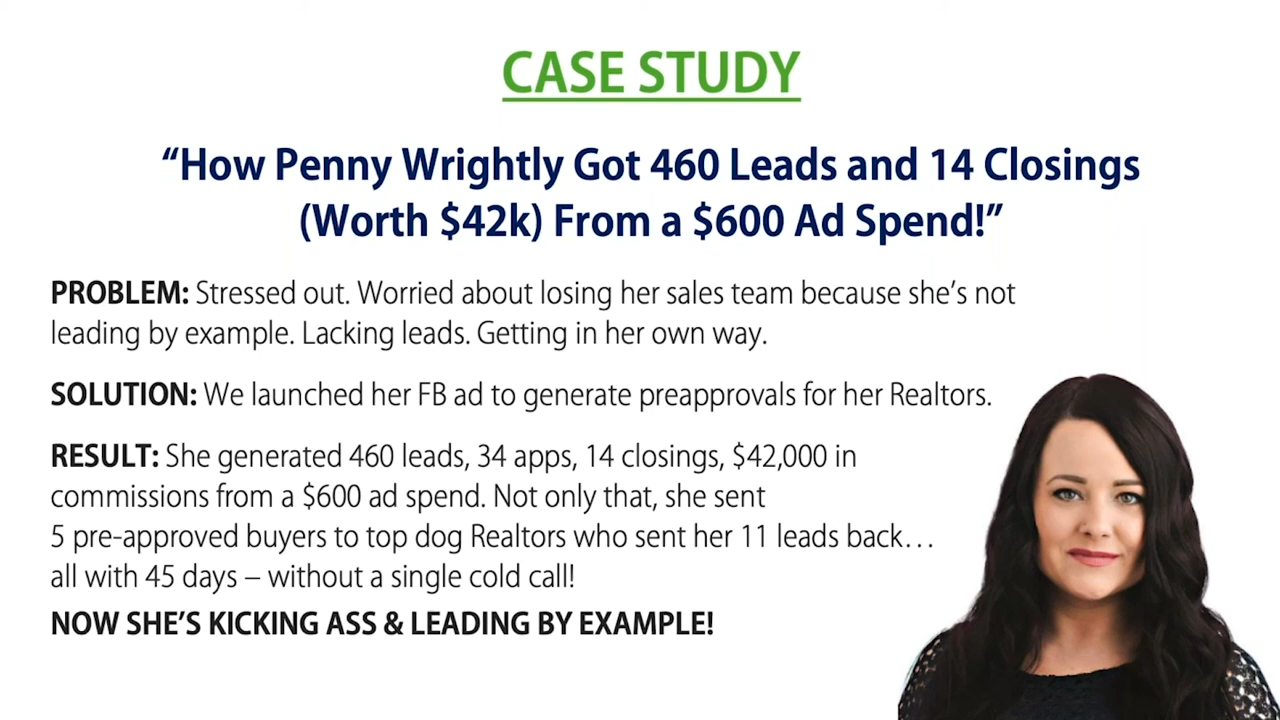 CASE STUDY
“How Penny Wrightly Got 460 Leads and 14 Closings
(Worth $42k) From a $600 Ad Spend!”
PROBLEM: Stressed out. Worried about losing her sales team because she’s not
leading by example. Lacking leads. Getting in her own way.
SOLUTION: We launched her FB ad to generate preapprovals for her Realtors.
RESULT: She generated 460 leads, 34 apps, 14 closings, $42,000 in
commissions from a $600 ad spend. Not only that, she sent
5 pre-approved buyers to top dog Realtors who sent her 11 leads back…
all with 45 days – without a single cold call!
NOW SHE’S KICKING ASS & LEADING BY EXAMPLE!